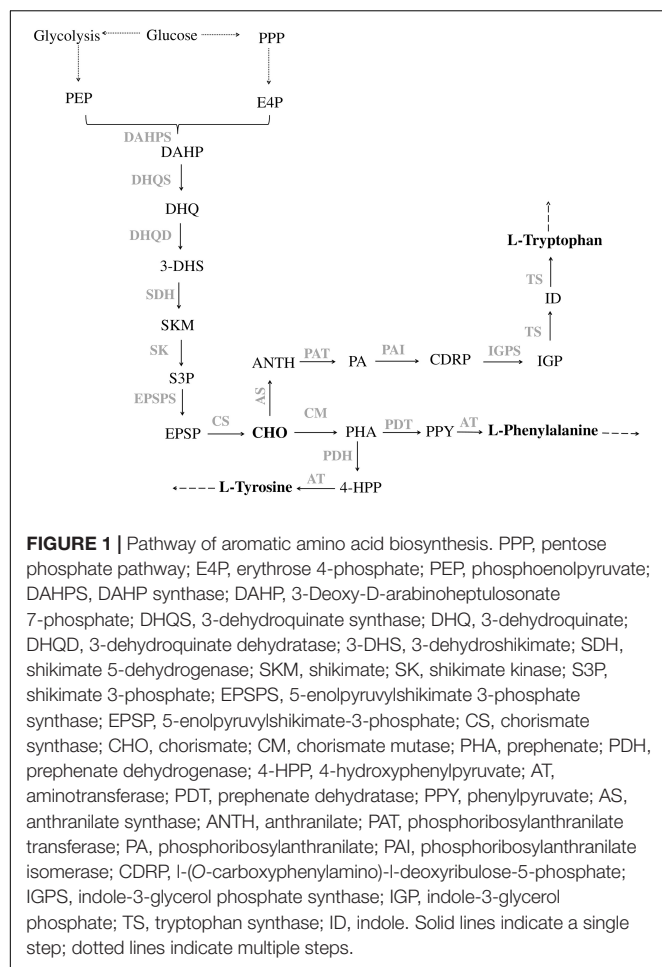 Glycolysis Glucose PPP
PEP E4P
DAHPS
DAHP
DHQS
DHQ
DHQD
3-DHS
SDH
SKM
SK
S3P
EPSPS
EPSP CS CHO CM PHA PDT PPY AT L-Phenylalanine
AS
ANTH PAT PA PAI CDRP IGPS IGP
TS
ID
TS
L-Tryptophan
PDH
L-Tyrosine AT 4-HPP
FIGURE 1 | Pathway of aromatic amino acid biosynthesis. PPP, pentose
phosphate pathway; E4P, erythrose 4-phosphate; PEP, phosphoenolpyruvate;
DAHPS, DAHP synthase; DAHP, 3-Deoxy-D-arabinoheptulosonate
7-phosphate; DHQS, 3-dehydroquinate synthase; DHQ, 3-dehydroquinate;
DHQD, 3-dehydroquinate dehydratase; 3-DHS, 3-dehydroshikimate; SDH,
shikimate 5-dehydrogenase; SKM, shikimate; SK, shikimate kinase; S3P,
shikimate 3-phosphate; EPSPS, 5-enolpyruvylshikimate 3-phosphate
synthase; EPSP, 5-enolpyruvylshikimate-3-phosphate; CS, chorismate
synthase; CHO, chorismate; CM, chorismate mutase; PHA, prephenate; PDH,
prephenate dehydrogenase; 4-HPP, 4-hydroxyphenylpyruvate; AT,
aminotransferase; PDT, prephenate dehydratase; PPY, phenylpyruvate; AS,
anthranilate synthase; ANTH, anthranilate; PAT, phosphoribosylanthranilate
transferase; PA, phosphoribosylanthranilate; PAI, phosphoribosylanthranilate
isomerase; CDRP, l-(O-carboxyphenylamino)-l-deoxyribulose-5-phosphate;
IGPS, indole-3-glycerol phosphate synthase; IGP, indole-3-glycerol
phosphate; TS, tryptophan synthase; ID, indole. Solid lines indicate a single
step; dotted lines indicate multiple steps.